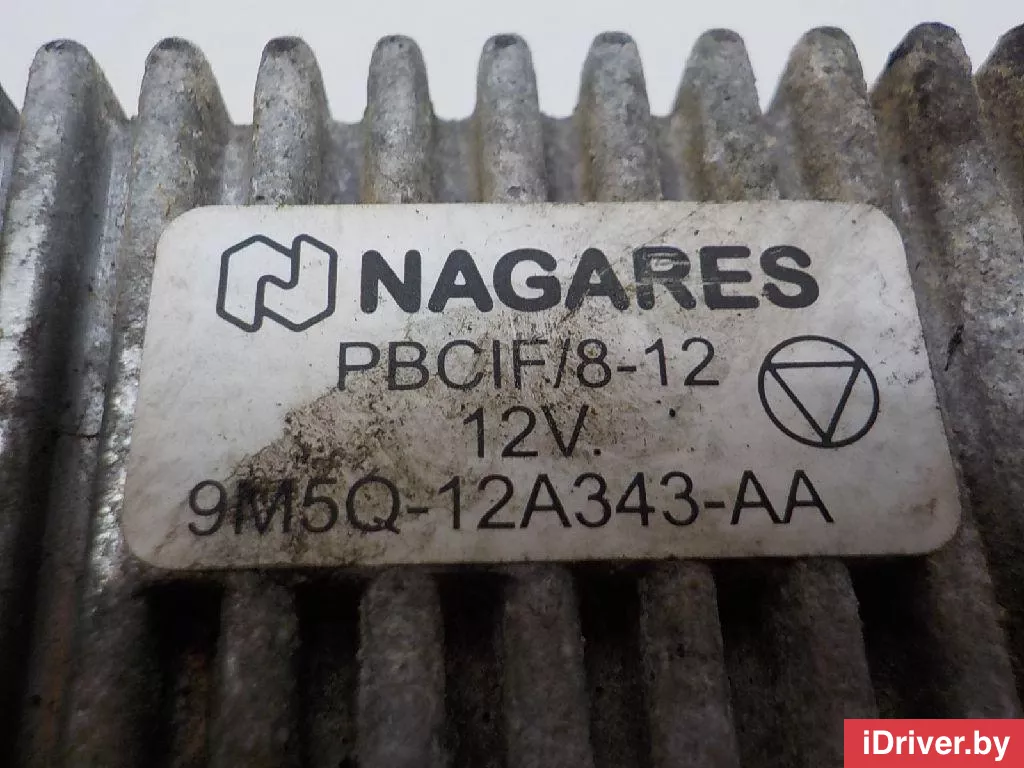 NAGARES
PBCIF/8-12
12V.
9M5Q-12A343-AA
iDriver.by